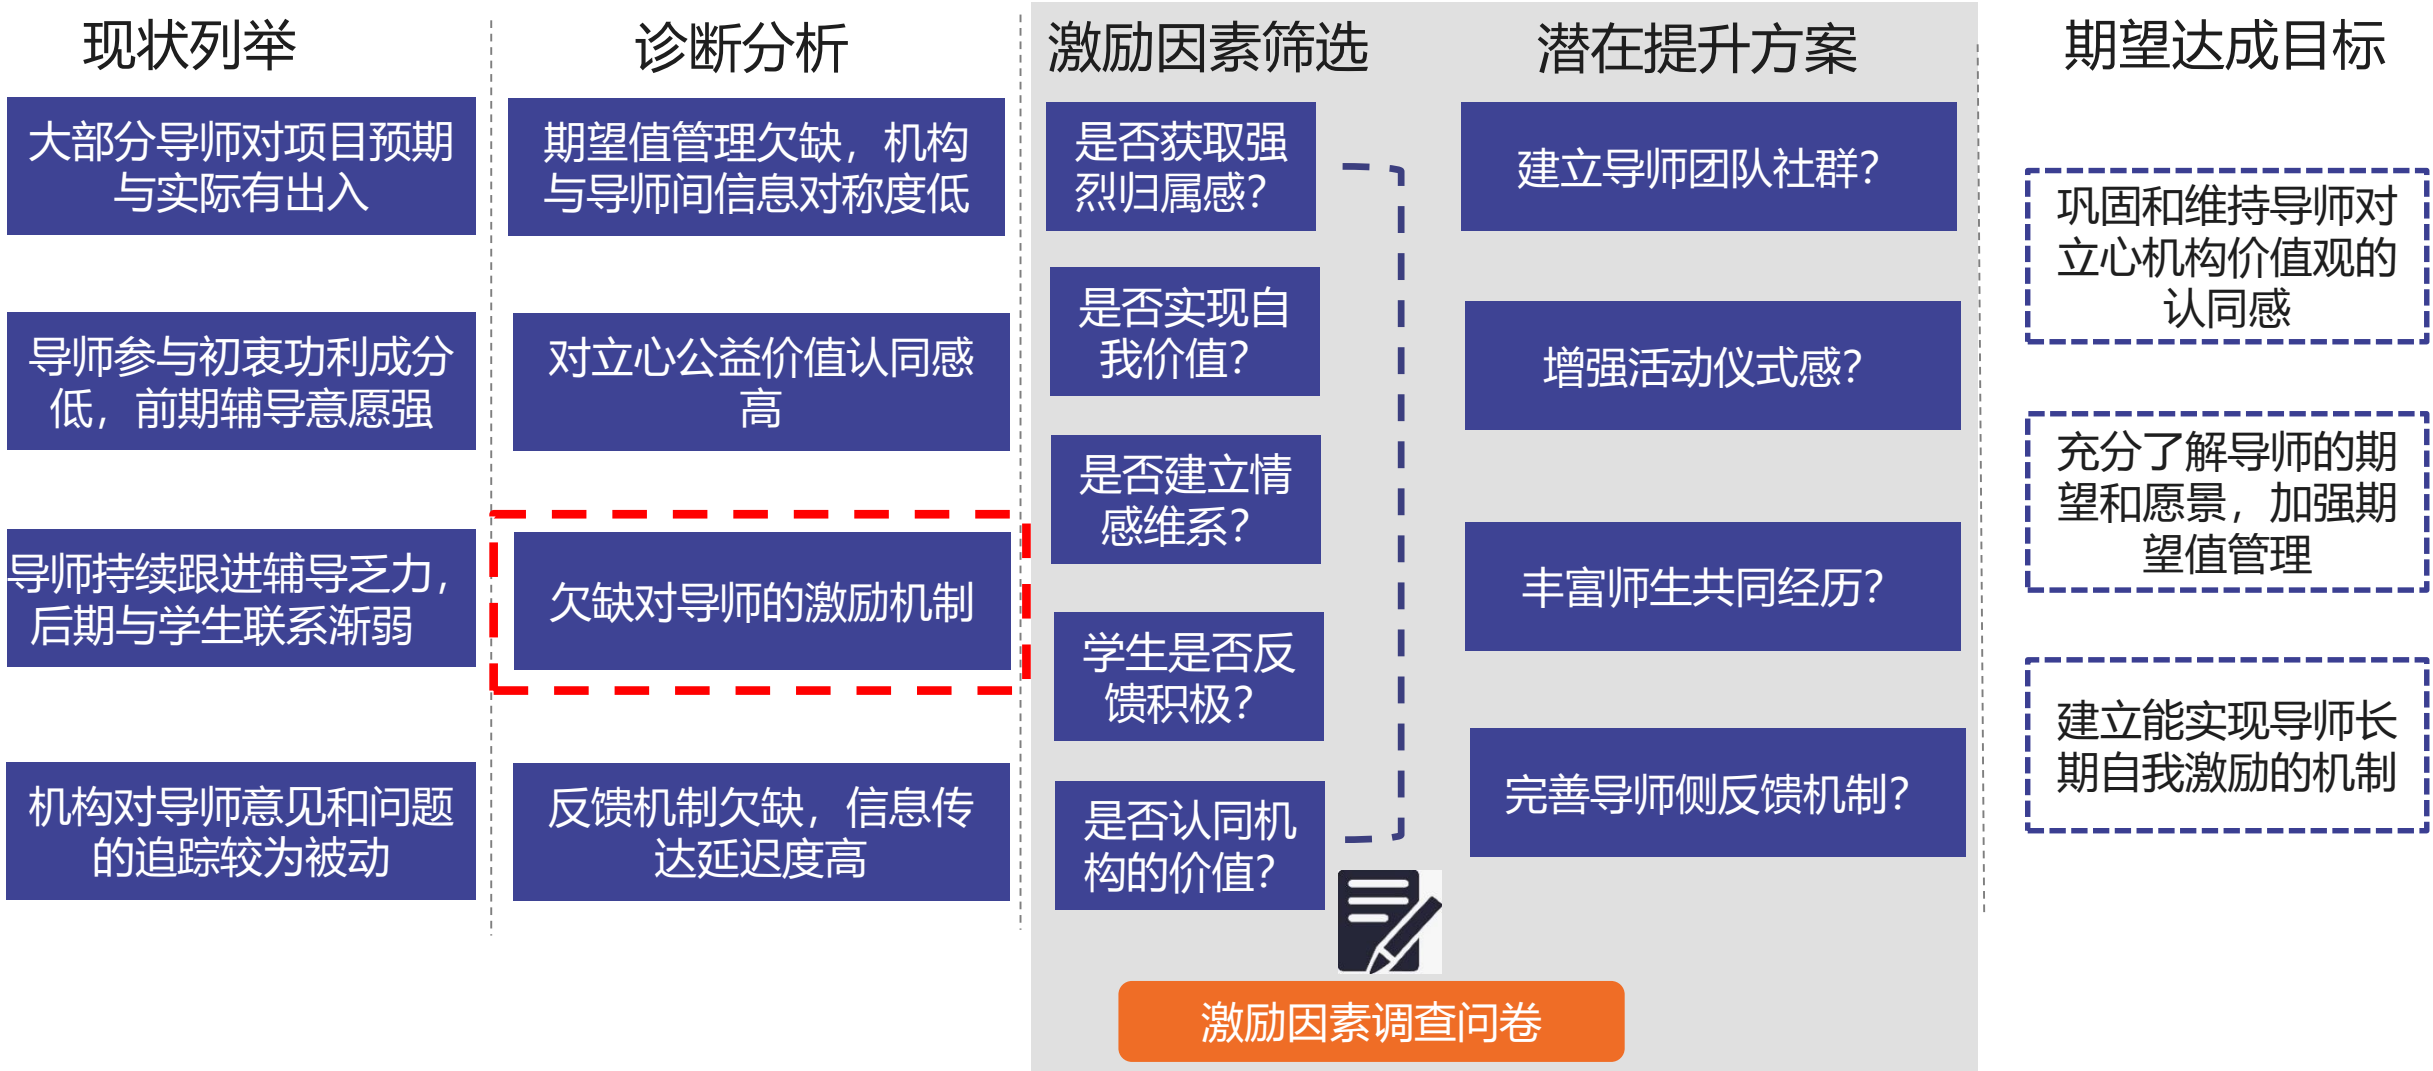 现状列举
大部分导师对项目预期
与实际有出入
导师参与初衷功利成分
低，前期辅导意愿强
导师持续跟进辅导乏力，
后期与学生联系渐弱
机构对导师意见和问题
的追踪较为被动
诊断分析
期望值管理欠缺，机构
与导师间信息对称度低
对立心公益价值认同感
高
欠缺对导师的激励机制
反馈机制欠缺，信息传
达延迟度高
激励因素筛选
是否获取强
烈归属感？
是否实现自
我价值？
是否建立情
感维系？
学生是否反
馈积极？
是否认同机
构的价值？
潜在提升方案
建立导师团队社群？
增强活动仪式感？
丰富师生共同经历？
完善导师侧反馈机制？
激励因素调查问卷
期望达成目标
巩固和维持导师对
立心机构价值观的
认同感
充分了解导师的期
望和愿景，加强期
望值管理
建立能实现导师长
期自我激励的机制